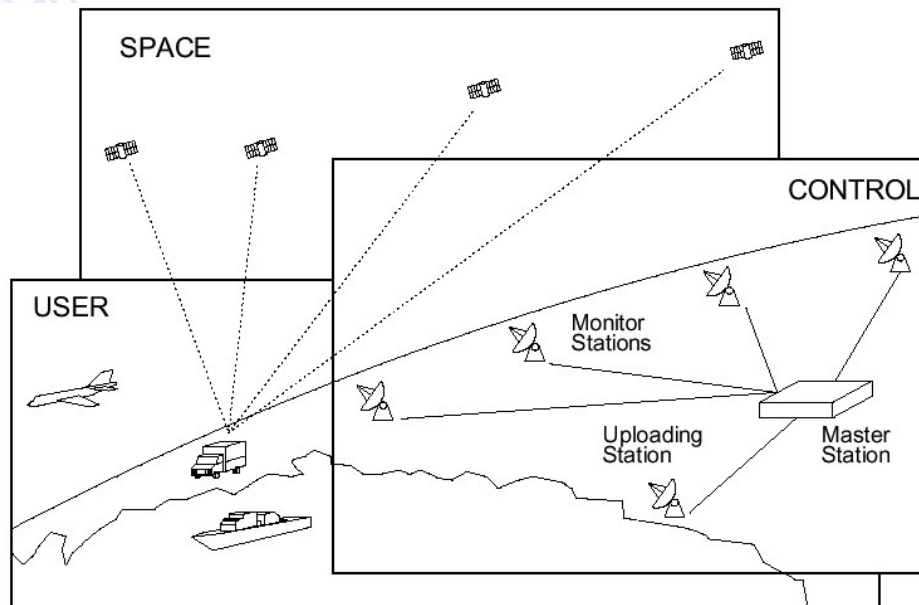 SPACE
CONTROL
USER
Monitor
Stations
Uploading
Station
Master
Station